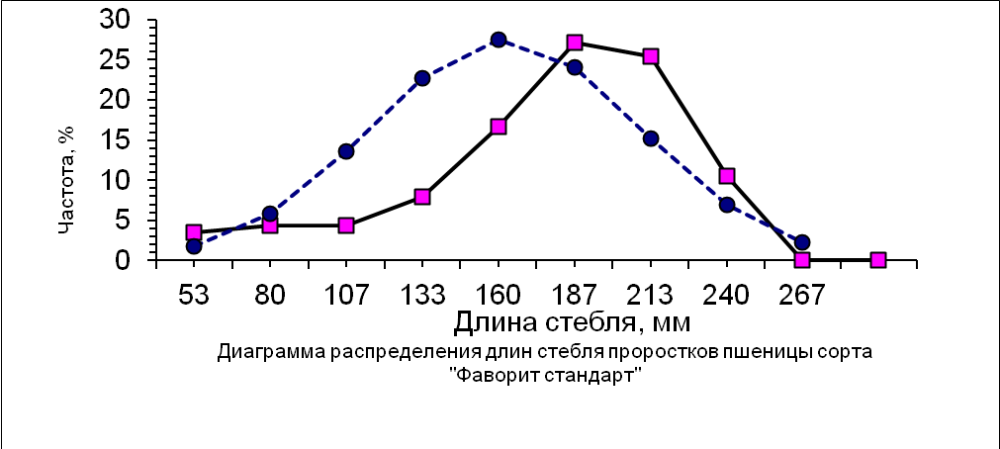 30
25
20
15
10
5
0
Частота, %
53 80 107 133 160 187 213 240 267
Длина стебля, мм
Диаграмма распределения длин стебля проростков пшеницы сорта
"Фаворит стандарт"